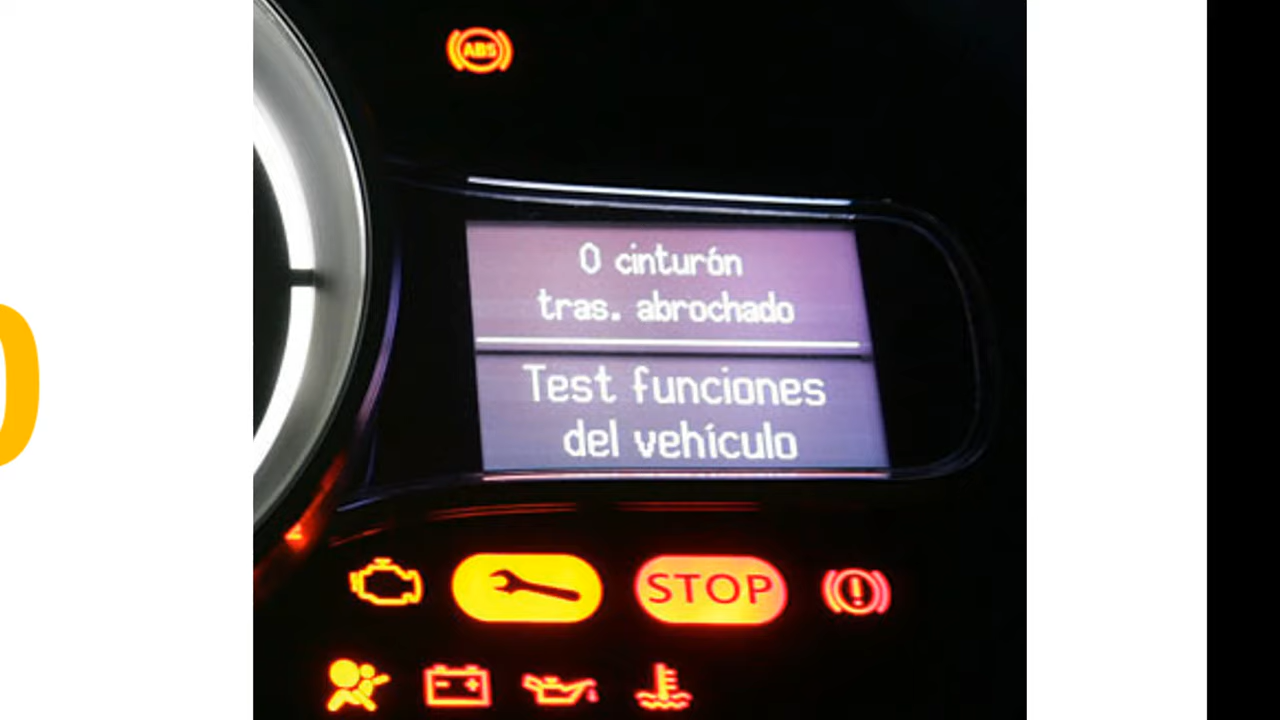 ABS
0 cinturón
tras. abrochado
Test funciones
del vehículo
STOP